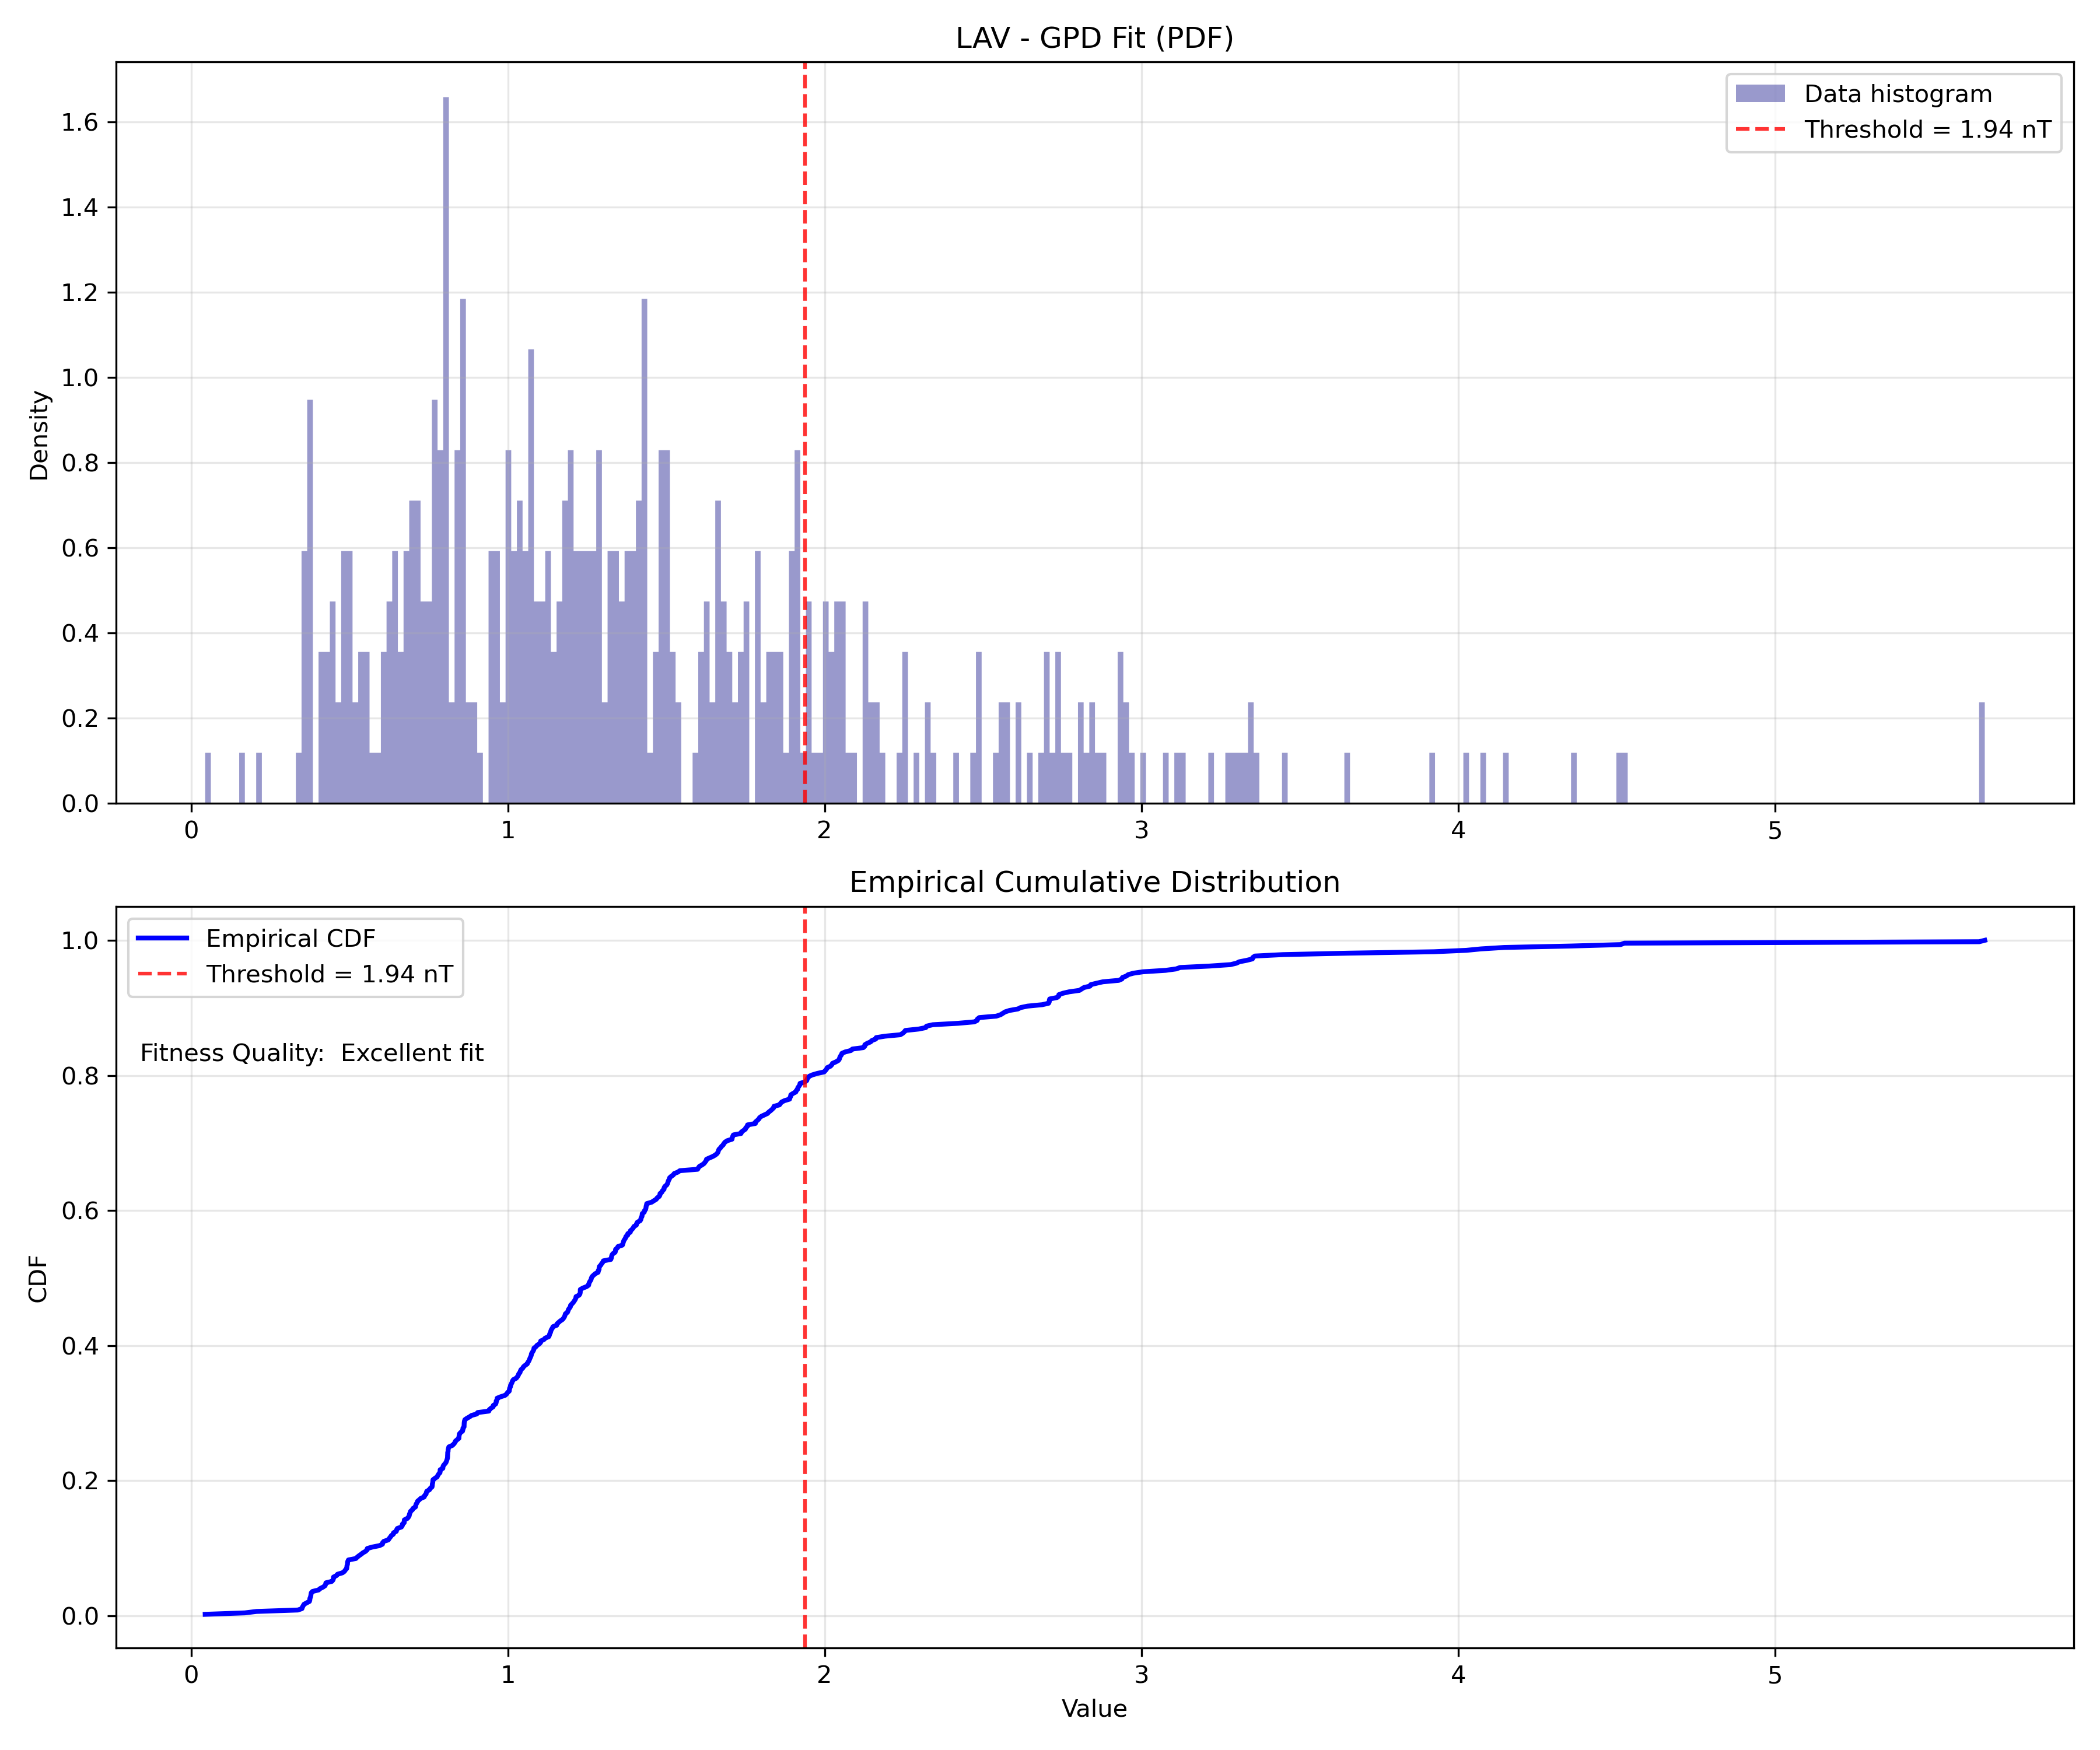 LAV - GPD Fit (PDF)
Density
1.6
1.4
1.2
1.0
0.8
0.6
0.4
0.2
0.0
Data histogram
Threshold = 1.94 nT
0 1 2 3 4 5
Empirical Cumulative Distribution
CDF
1.0
0.8
0.6
0.4
0.2
0.0
Empirical CDF
Threshold = 1.94 nT
Fitness Quality:  Excellent fit
0 1 2 3 4 5
Value